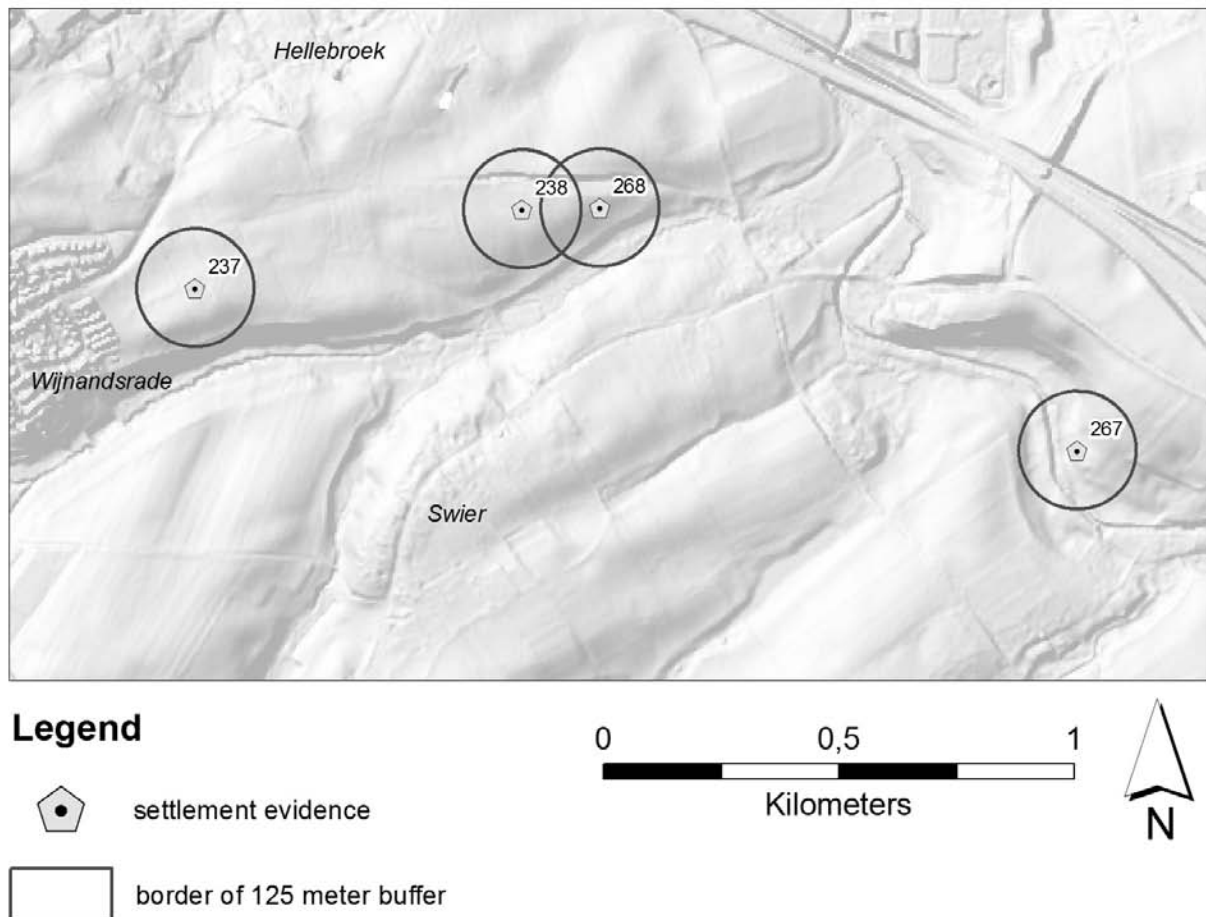 Hellebroek
238 268
237
Wijnandsrade
267
Swier
Legend
0 0,5 1
Kilometers
N
settlement evidence
border of 125 meter buffer